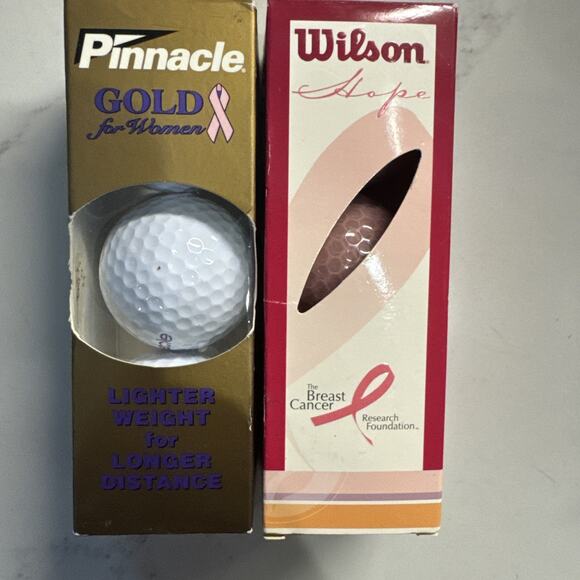 Pinnacle
GOLD
for Women
LIGHTER
WEIGHT
for
LONGER
DISTANCE
Wilson
Hope
The
Breast
Cancer
Research
Foundation